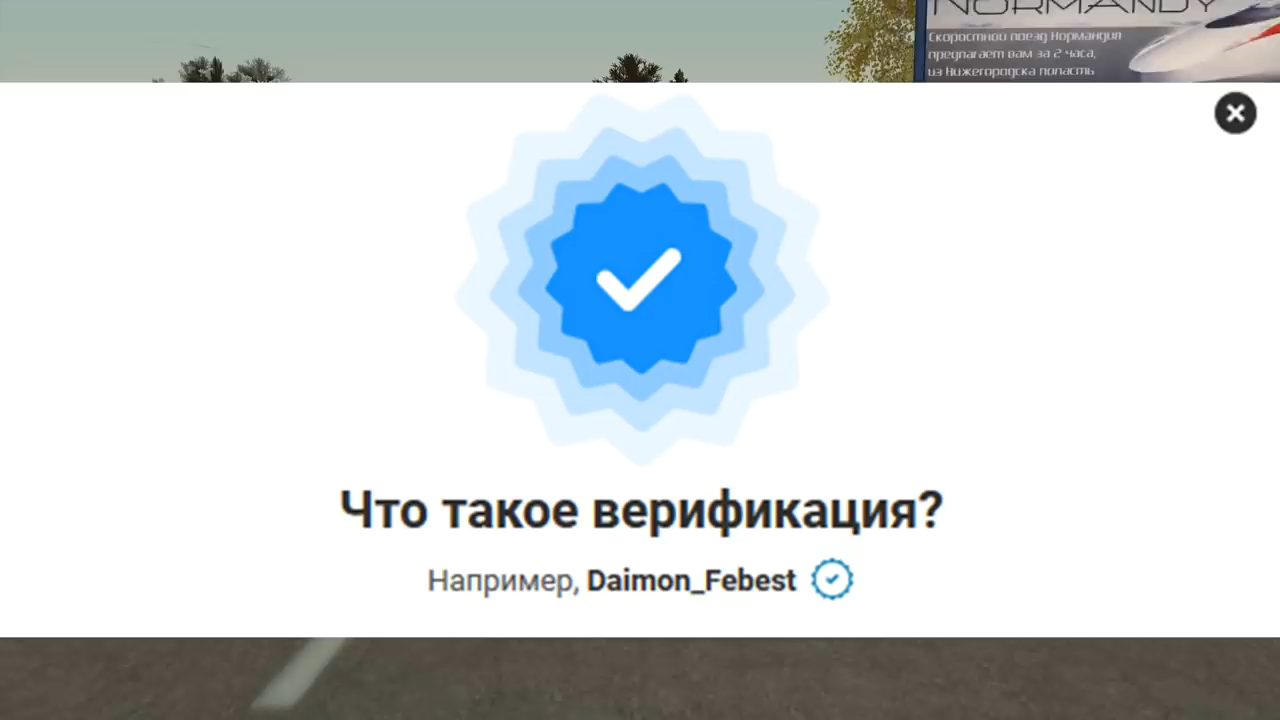 NORMANDY
Скоростной поезд Нормандия
предлагает вам за 2 часа,
из Нижегородска попасть
Что такое верификация?
Например, Daimon_Febest